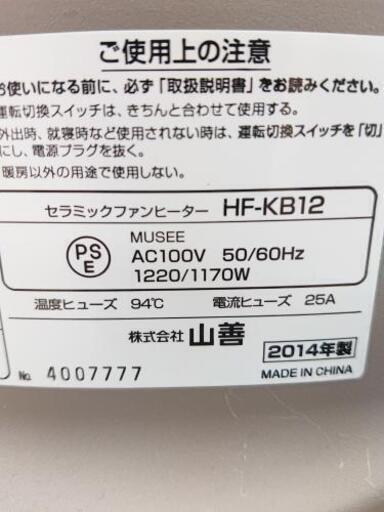 ご使用上の注意
お使いになる前に、必ず「取扱説明書」をお読みください。
運転切換スイッチは、きちんと合わせて使用する。
外出時、就寝時など使用されない時は、運転切換スイッチを「切」
にし、電源プラグを抜く。
暖房以外の用途で使用しない。
セラミックファンヒーター HF-KB12
PS
E
MUSEE
AC100V 50/60Hz
1220/1170W
温度ヒューズ 94℃ 電流ヒューズ 25A
株式会社 山善 2014年製
No. 4007777 MADE IN CHINA